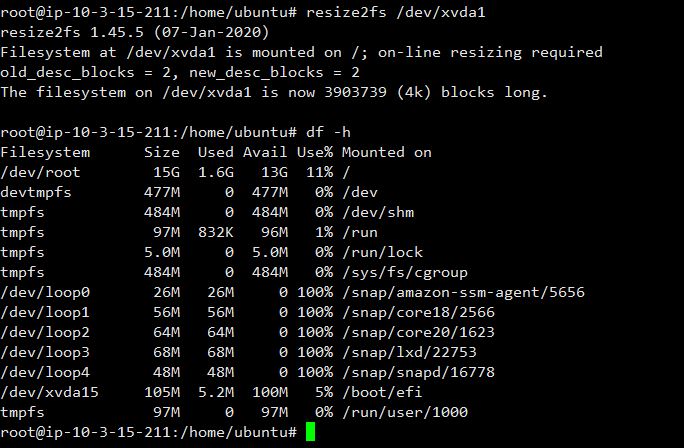 root@ip-10-3-15-211:/home/ubuntu# resize2fs /dev/xvda1
resize2fs 1.45.5 (07-Jan-2020)
Filesystem at /dev/xvda1 is mounted on /; on-line resizing required
old_desc_blocks = 2, new_desc_blocks = 2
The filesystem on /dev/xvda1 is now 3903739 (4k) blocks long.

root@ip-10-3-15-211:/home/ubuntu# df -h
Filesystem      Size  Used Avail Use% Mounted on
/dev/root        15G  1.6G   13G  11% /
devtmpfs        477M     0  477M   0% /dev
tmpfs           484M     0  484M   0% /dev/shm
tmpfs            97M  832K   96M   1% /run
tmpfs           5.0M     0  5.0M   0% /run/lock
tmpfs           484M     0  484M   0% /sys/fs/cgroup
/dev/loop0       26M   26M     0 100% /snap/amazon-ssm-agent/5656
/dev/loop1       56M   56M     0 100% /snap/core18/2566
/dev/loop2       64M   64M     0 100% /snap/core20/1623
/dev/loop3       68M   68M     0 100% /snap/lxd/22753
/dev/loop4       48M   48M     0 100% /snap/snapd/16778
/dev/xvda15     105M  5.2M  100M   5% /boot/efi
tmpfs            97M     0   97M   0% /run/user/1000
root@ip-10-3-15-211:/home/ubuntu#